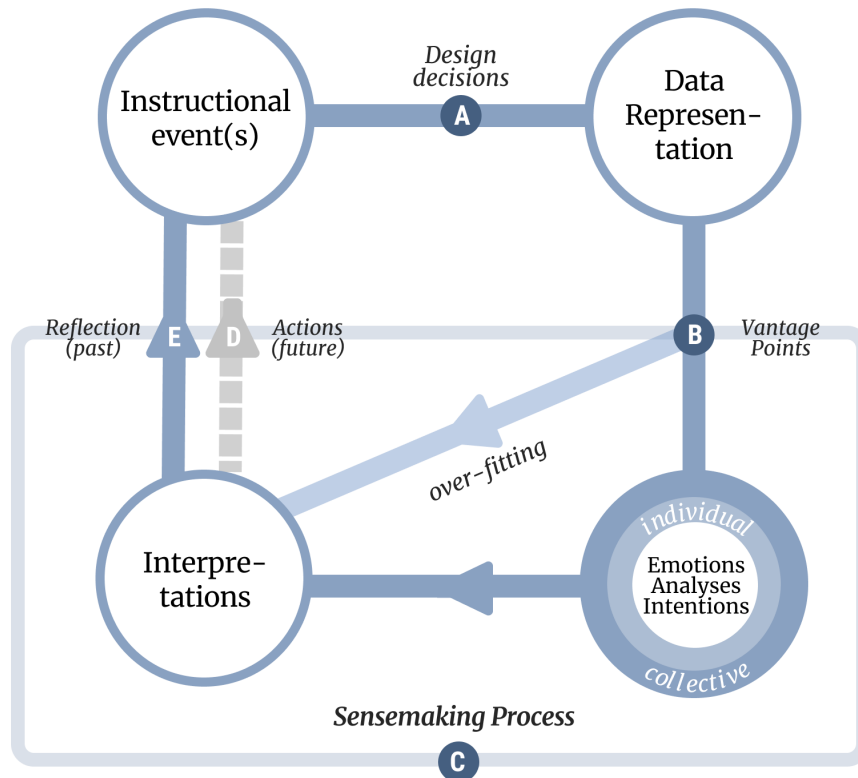 Design
decisions
Instructional
event(s)
A
Data
Represen-
tation
Reflection
(past)
E
D
Actions
(future)
B
Vantage
Points
over-fitting
Interpre-
tations
individual
Emotions
Analyses
Intentions
collective
Sensemaking Process
C